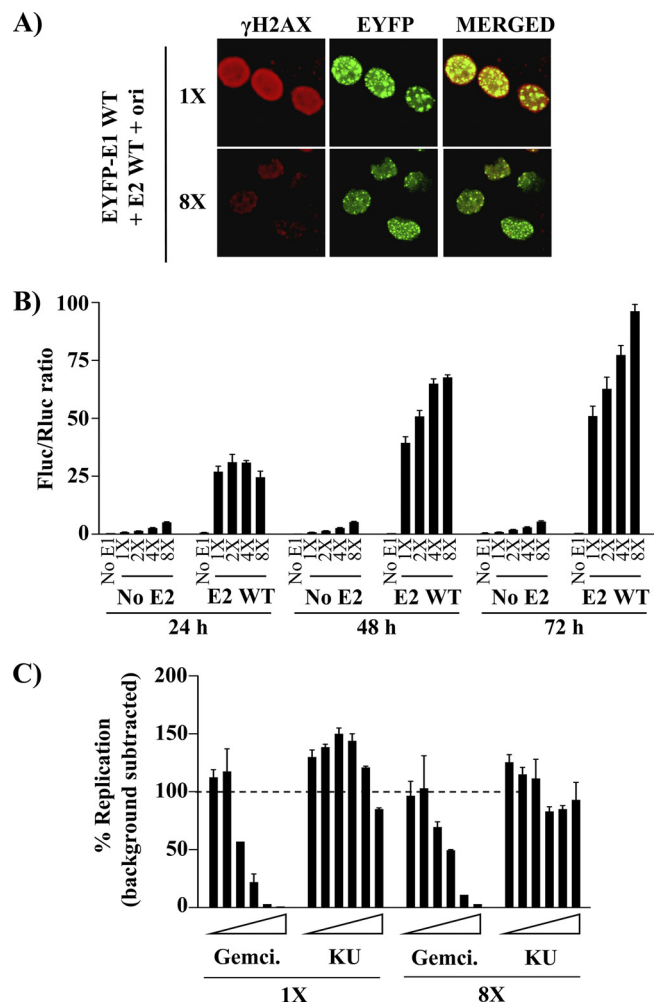 A)
γH2AX EYFP MERGED
EYFP-E1 WT
+ E2 WT + ori
1X
8X
B)
Fluc/Rluc ratio
100
75
50
25
0
No E1 1X 2X 4X 8X No E1 1X 2X 4X 8X No E1 1X 2X 4X 8X No E1 1X 2X 4X 8X No E1 1X 2X 4X 8X No E1 1X 2X 4X 8X
No E2 E2 WT No E2 E2 WT No E2 E2 WT
24 h 48 h 72 h
C)
% Replication
(background subtracted)
200
150
100
50
0
Gemci. KU Gemci. KU
1X 8X